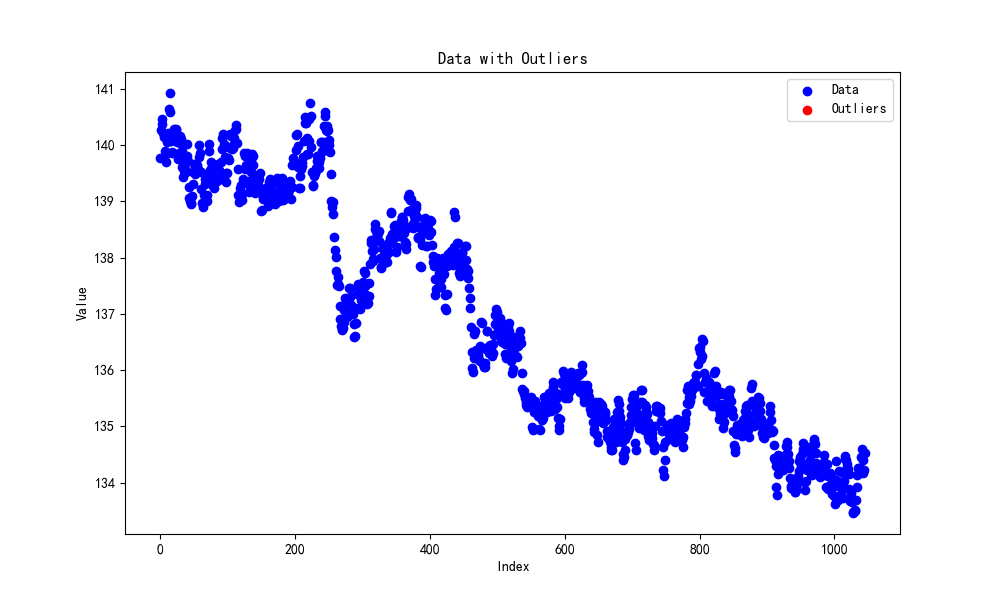 Data with Outliers
Data
Outliers
Value
141
140
139
138
137
136
135
134
0 200 400 600 800 1000
Index